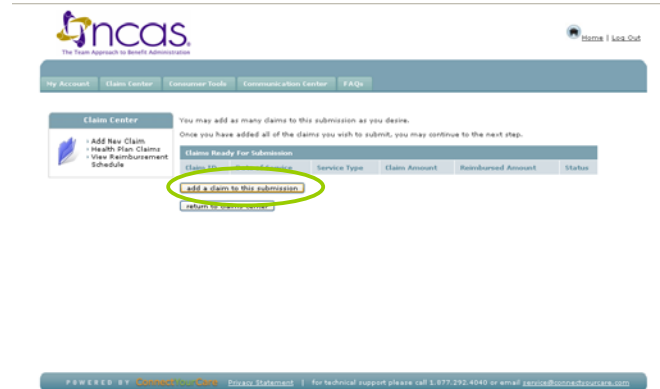 ncas.
The Team Approach to Benefit Administration
Home | Log Out
My Account Claim Center Consumer Tools Communication Center FAQs
Claim Center
Add New Claim
Health Plan Claims
View Reimbursement
Schedule
You may add as many claims to this submission as you desire.
Once you have added all of the claims you wish to submit, you may continue to the next step.
Claims Ready For Submission
Claim ID Date of Service Service Type Claim Amount Reimbursed Amount Status
add a claim to this submission
return to claims center
POWERED BY ConnectYourCare Privacy Statement | for technical support please call 1.877.292.4040 or email service@connectyourcare.com